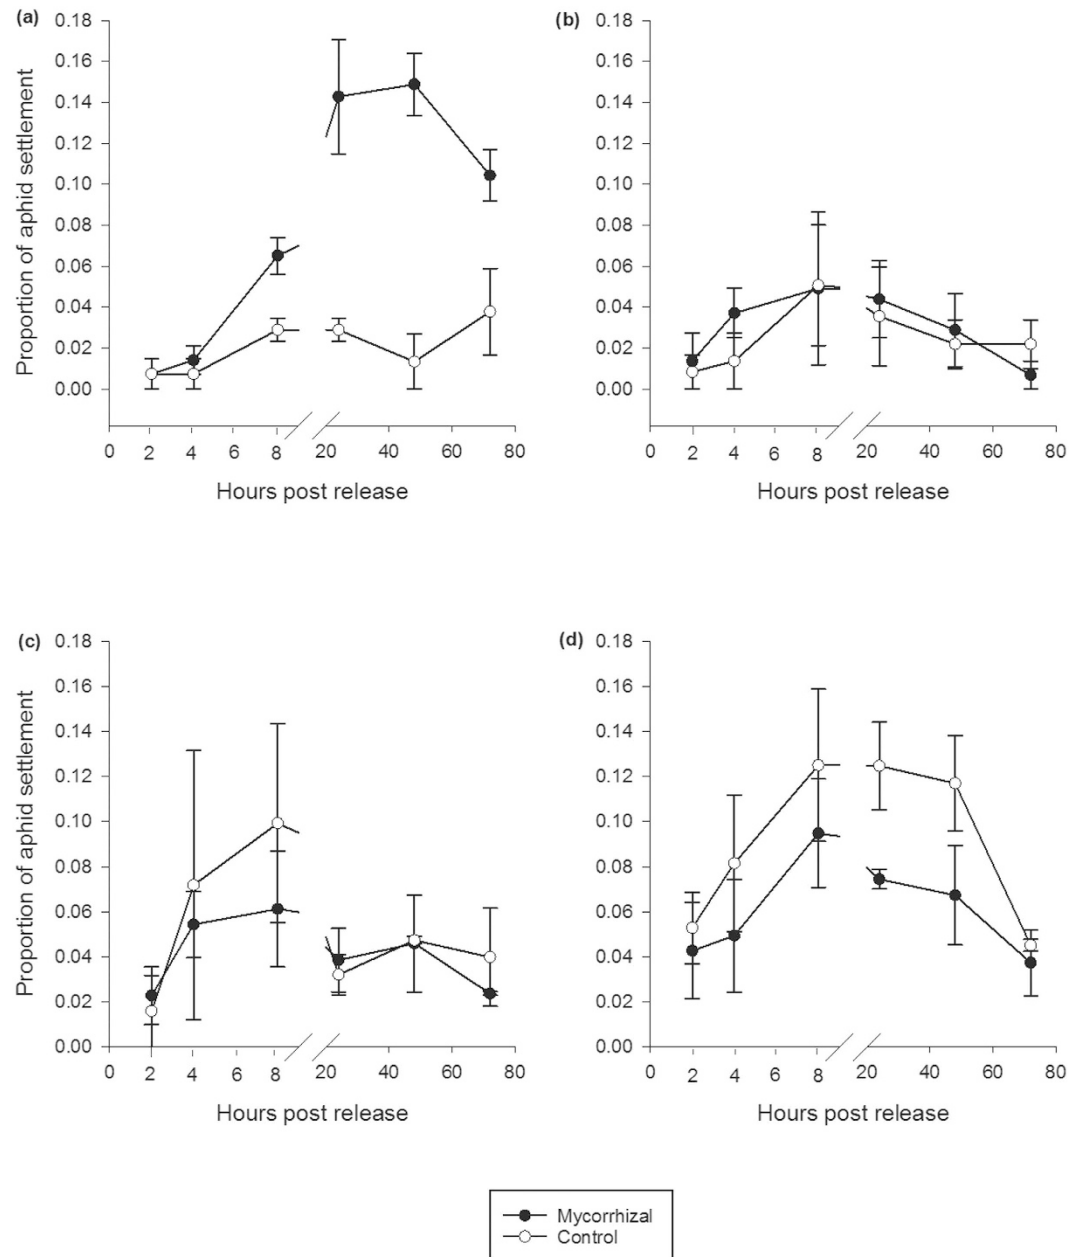 (a)
0.18
0.16
0.14
0.12
0.10
0.08
0.06
0.04
0.02
0.00
Proportion of aphid settlement
0 2 4 6 8 20 40 60 80
Hours post release
(b)
0.18
0.16
0.14
0.12
0.10
0.08
0.06
0.04
0.02
0.00
0 2 4 8 20 40 60 80
Hours post release
(c)
0.18
0.16
0.14
0.12
0.10
0.08
0.06
0.04
0.02
0.00
Proportion of aphid settlement
0 2 4 6 8 20 40 60 80
Hours post release
(d)
0.18
0.16
0.14
0.12
0.10
0.08
0.06
0.04
0.02
0.00
0 2 4 8 20 40 60 80
Hours post release
Mycorrhizal
Control